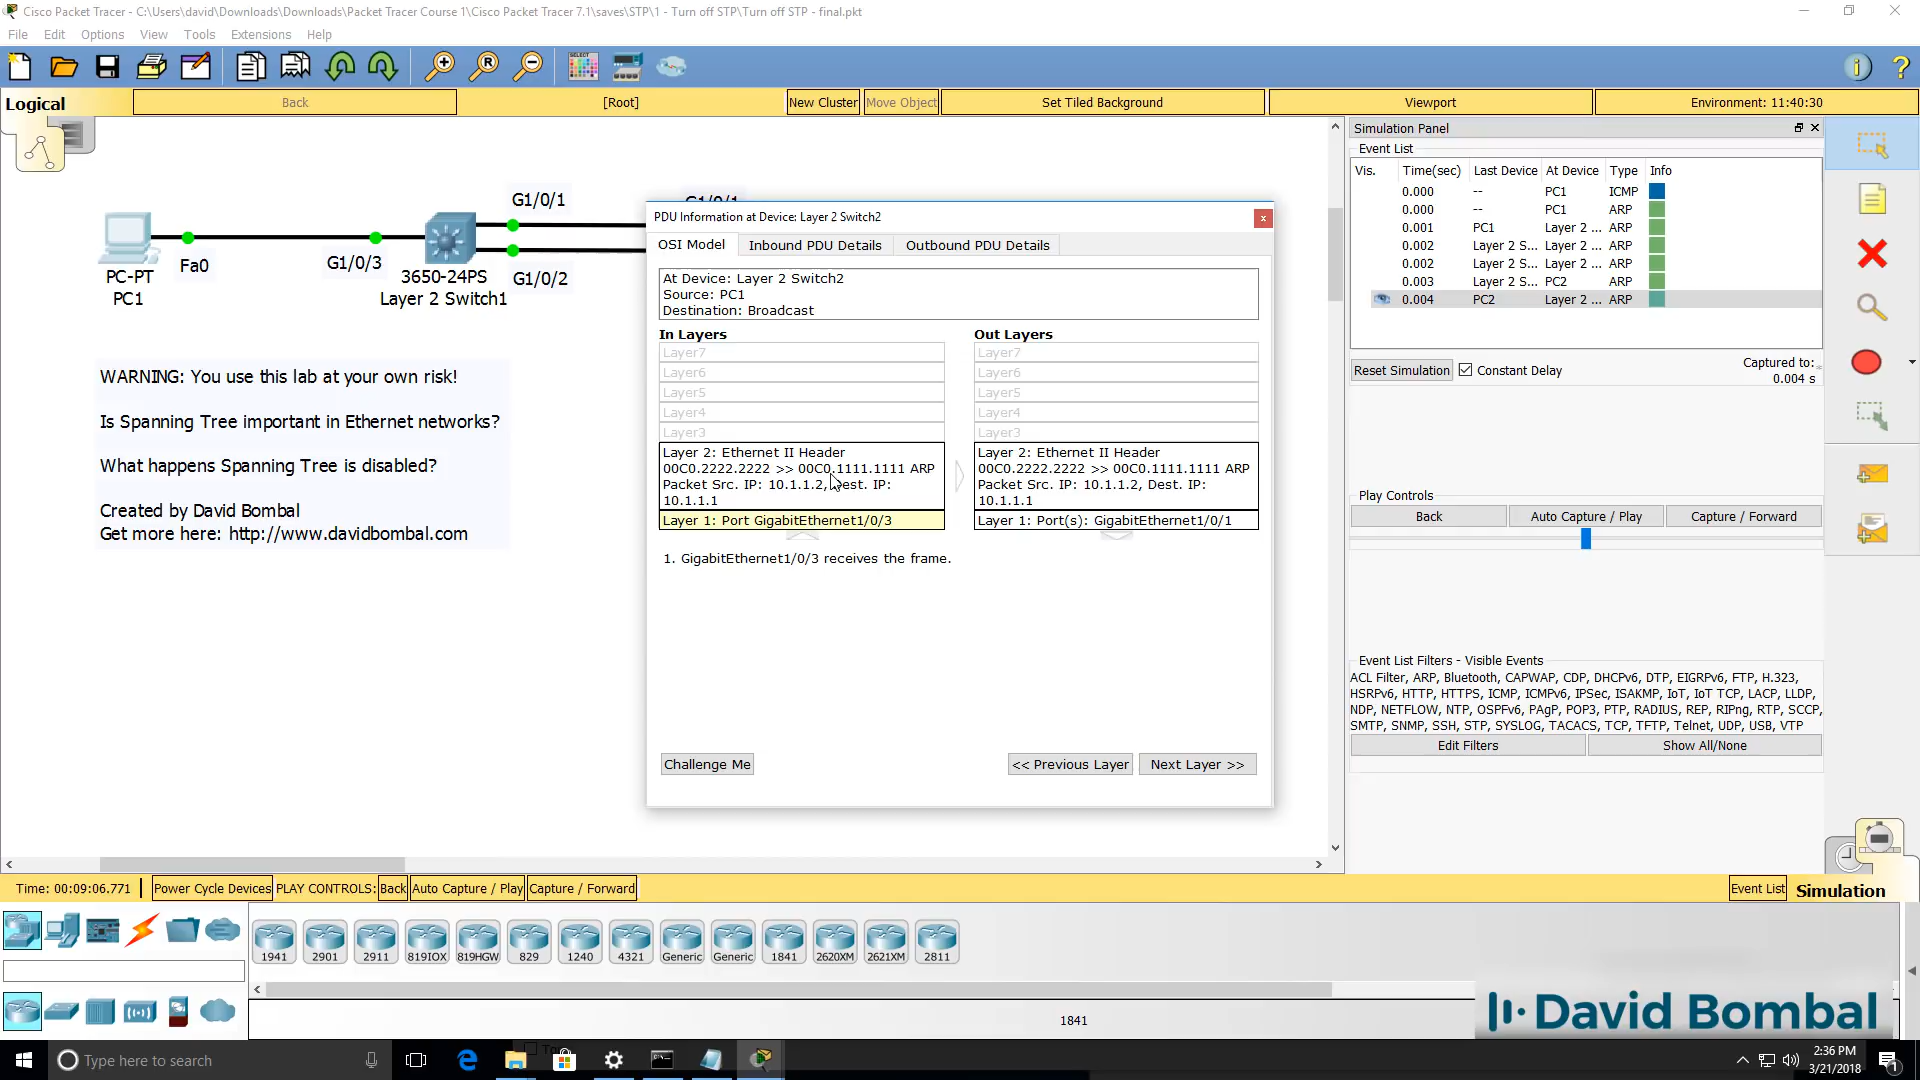 Cisco Packet Tracer - C:\Users\david\Downloads\Downloads\Packet Tracer Course 1\Cisco Packet Tracer 7.1\saves\STP\1 - Turn off STP\Turn off STP - final.pkt
File Edit Options View Tools Extensions Help
Logical Back [Root] New Cluster Move Object Set Tiled Background Viewport Environment: 11:40:30
G1/0/1
G1/0/1
Fa0
G1/0/3
G1/0/2
PC-PT
PC1
3650-24PS
Layer 2 Switch1
WARNING: You use this lab at your own risk!
Is Spanning Tree important in Ethernet networks?
What happens Spanning Tree is disabled?
Created by David Bombal
Get more here: http://www.davidbombal.com
PDU Information at Device: Layer 2 Switch2
OSI Model Inbound PDU Details Outbound PDU Details
At Device: Layer 2 Switch2
Source: PC1
Destination: Broadcast
In Layers Out Layers
Layer7 Layer7
Layer6 Layer6
Layer5 Layer5
Layer4 Layer4
Layer3 Layer3
Layer 2: Ethernet II Header
00C0.2222.2222 >> 00C0.1111.1111 ARP
Packet Src. IP: 10.1.1.2, Dest. IP:
10.1.1.1
Layer 1: Port GigabitEthernet1/0/3
Layer 2: Ethernet II Header
00C0.2222.2222 >> 00C0.1111.1111 ARP
Packet Src. IP: 10.1.1.2, Dest. IP:
10.1.1.1
Layer 1: Port(s): GigabitEthernet1/0/1
1. GigabitEthernet1/0/3 receives the frame.
Challenge Me << Previous Layer Next Layer >>
Simulation Panel
Event List
Vis. Time(sec) Last Device At Device Type Info
0.000 -- PC1 ICMP
0.000 -- PC1 ARP
0.001 PC1 Layer 2 ... ARP
0.002 Layer 2 S... Layer 2 ... ARP
0.002 Layer 2 S... Layer 2 ... ARP
0.003 Layer 2 S... PC2 ARP
0.004 PC2 Layer 2 ... ARP
Reset Simulation Constant Delay Captured to:
0.004 s
Play Controls
Back Auto Capture / Play Capture / Forward
Event List Filters - Visible Events
ACL Filter, ARP, Bluetooth, CAPWAP, CDP, DHCPv6, DTP, EIGRPv6, FTP, H.323,
HSRPv6, HTTP, HTTPS, ICMP, ICMPv6, IPSec, ISAKMP, IoT, IoT TCP, LACP, LLDP,
NDP, NETFLOW, NTP, OSPFv6, PAgP, POP3, PTP, RADIUS, REP, RIPng, RTP, SCCP,
SMTP, SNMP, SSH, STP, SYSLOG, TACACS, TCP, TFTP, Telnet, UDP, USB, VTP
Edit Filters Show All/None
Time: 00:09:06.771 Power Cycle Devices PLAY CONTROLS: Back Auto Capture / Play Capture / Forward Event List Simulation
1941 2901 2911 819IOX 819HGW 829 1240 4321 Generic Generic 1841 2620XM 2621XM 2811
1841
David Bombal
Type here to search
2:36 PM
3/21/2018
1